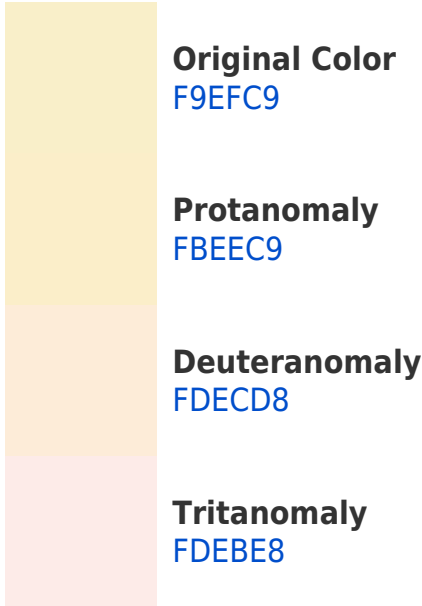 Original Color
F9EFC9
Protanomaly
FBEEC9
Deuteranomaly
FDECD8
Tritanomaly
FDEBE8